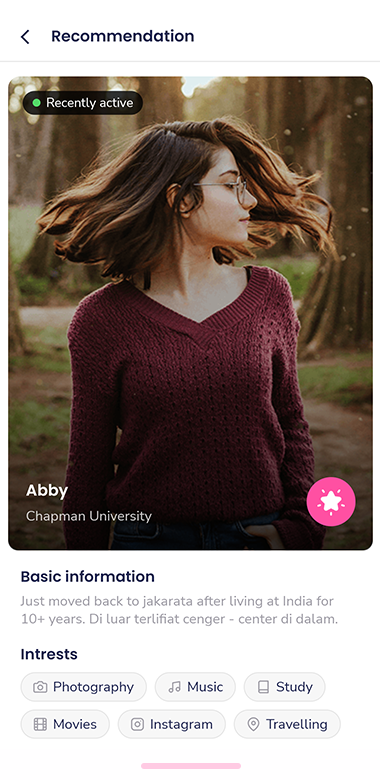 Recommendation
Recently active
Abby
Chapman University
Basic information
Just moved back to jakarata after living at India for
10+ years. Di luar terlifiat cenger - center di dalam.
Intrests
Photography Music Study
Movies Instagram Travelling